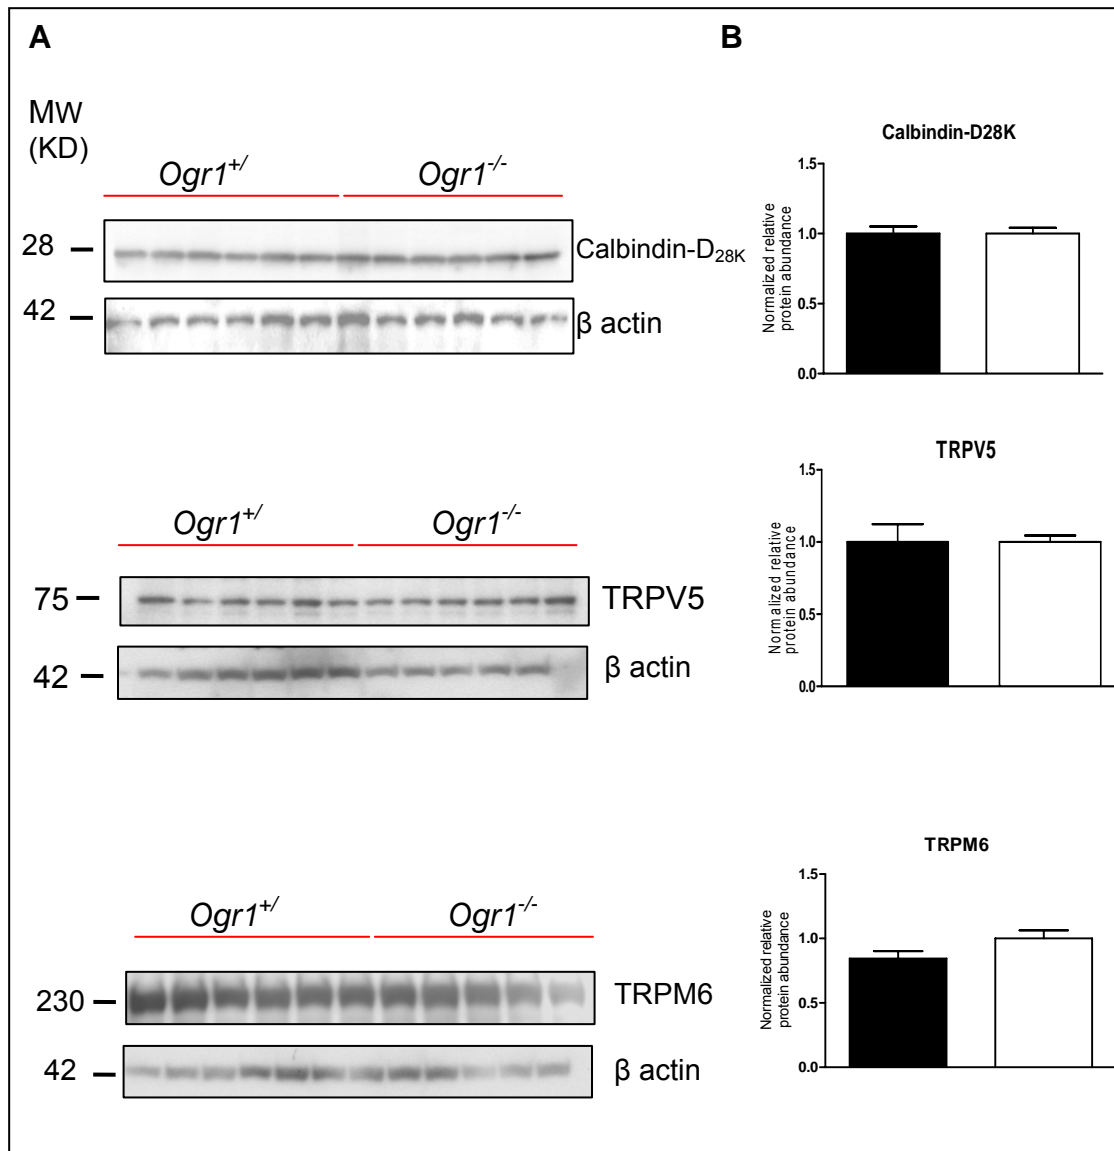 A
B
MW
(KD)
Ogr1+/
Ogr1-/-
28
Calbindin-D28K
42
β actin
Calbindin-D28K
Normalized relative
protein abundance
1.5
1.0
0.5
0.0
Ogr1+/
Ogr1-/-
75
TRPV5
42
β actin
TRPV5
Normalized relative
protein abundance
1.5
1.0
0.5
0.0
Ogr1+/
Ogr1-/-
230
TRPM6
42
β actin
TRPM6
Normalized relative
protein abundance
1.5
1.0
0.5
0.0